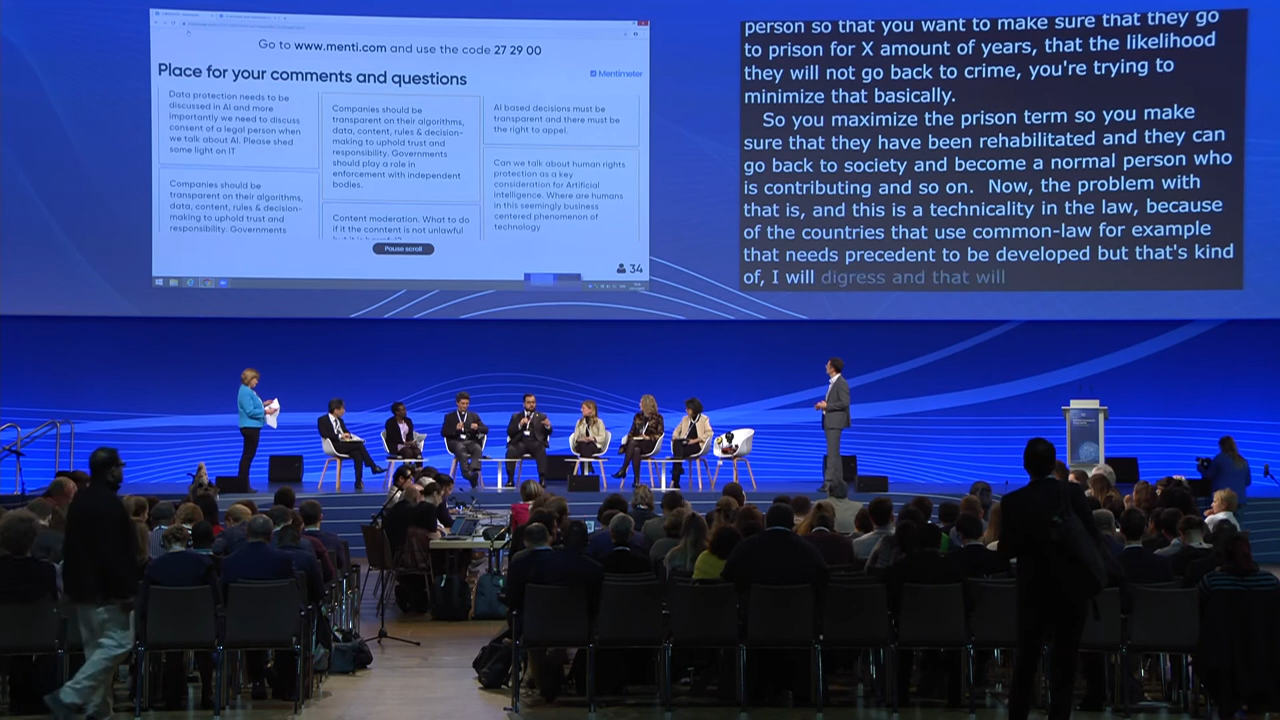 Go to www.menti.com and use the code 27 29 00
Place for your comments and questions
Mentimeter
Data protection needs to be
discussed in AI and more
importantly we need to discuss
consent of a legal person when
we talk about AI. Please shed
some light on IT
Companies should be
transparent on their algorithms,
data, content, rules & decision-
making to uphold trust and
responsibility. Governments
Companies should be
transparent on their algorithms,
data, content, rules & decision-
making to uphold trust and
responsibility. Governments
should play a role in
enforcement with independent
bodies.
Content moderation. What to do
if it the conntent is not unlawful
but it is harmful?
AI based decisions must be
transparent and there must be
the right to appel.
Can we talk about human rights
protection as a key
consideration for Artificial
intelligence. Where are humans
in this seemingly business
centered phenomenon of
technology
Pause scroll
34
person so that you want to make sure that they go
to prison for X amount of years, that the likelihood
they will not go back to crime, you're trying to
minimize that basically.
So you maximize the prison term so you make
sure that they have been rehabilitated and they can
go back to society and become a normal person who
is contributing and so on. Now, the problem with
that is, and this is a technicality in the law, because
of the countries that use common-law for example
that needs precedent to be developed but that's kind
of, I will digress and that will